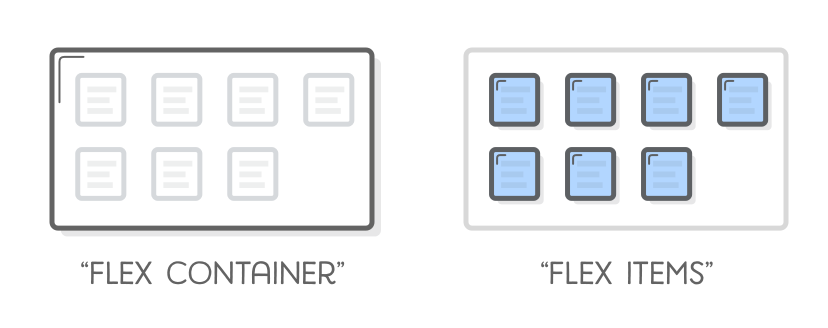 “FLEX CONTAINER”
“FLEX ITEMS”